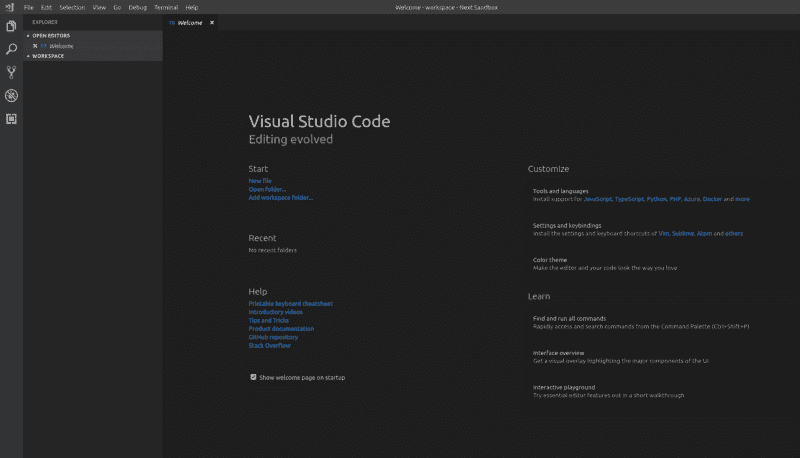 File Edit Selection View Go Debug Terminal Help
Welcome - workspace - Next Sandbox
EXPLORER
OPEN EDITORS
Welcome
WORKSPACE
Welcome
Visual Studio Code
Editing evolved
Start
New file
Open folder...
Add workspace folder...
Recent
No recent folders
Help
Printable keyboard cheatsheet
Introductory videos
Tips and Tricks
Product documentation
GitHub repository
Stack Overflow
Show welcome page on startup
Customize
Tools and languages
Install support for JavaScript, TypeScript, Python, PHP, Azure, Docker and more
Settings and keybindings
Install the settings and keyboard shortcuts of Vim, Sublime, Atom and others
Color theme
Make the editor and your code look the way you love
Learn
Find and run all commands
Rapidly access and search commands from the Command Palette (Ctrl+Shift+P)
Interface overview
Get a visual overlay highlighting the major components of the UI
Interactive playground
Try essential editor features out in a short walkthrough